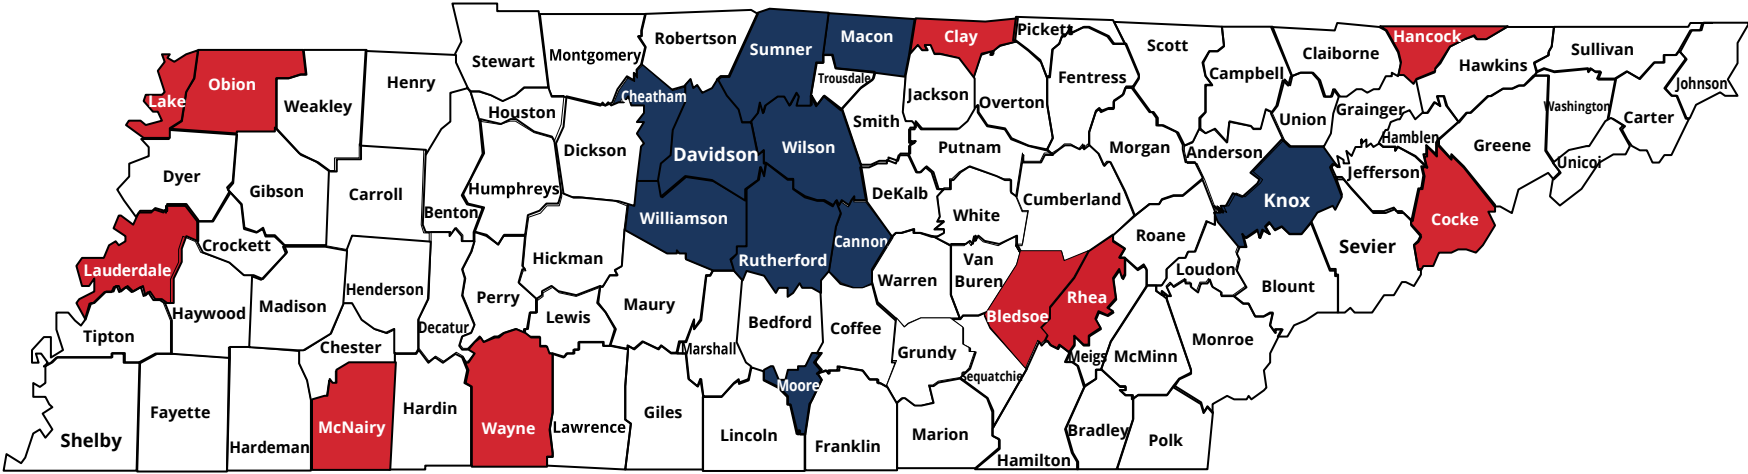 Lake
Obion
Weakley
Henry
Stewart
Montgomery
Robertson
Sumner
Macon
Clay
Pickett
Scott
Claiborne
Hancock
Hawkins
Sullivan
Johnson
Cheatham
Trousdale
Jackson
Overton
Fentress
Campbell
Union
Grainger
Hamblen
Washington
Carter
Unicoi
Greene
Houston
Dickson
Davidson
Wilson
Smith
Putnam
Morgan
Anderson
Knox
Jefferson
Cocke
Dyer
Gibson
Carroll
Benton
Humphreys
Williamson
Rutherford
Cannon
DeKalb
White
Cumberland
Roane
Loudon
Blount
Sevier
Lauderdale
Crockett
Haywood
Madison
Henderson
Decatur
Perry
Hickman
Lewis
Maury
Marshall
Bedford
Coffee
Warren
Van
Buren
Bledsoe
Rhea
Meigs
McMinn
Monroe
Tipton
Chester
Grundy
Sequatchie
Moore
Shelby
Fayette
Hardeman
McNairy
Hardin
Wayne
Lawrence
Giles
Lincoln
Franklin
Marion
Hamilton
Bradley
Polk